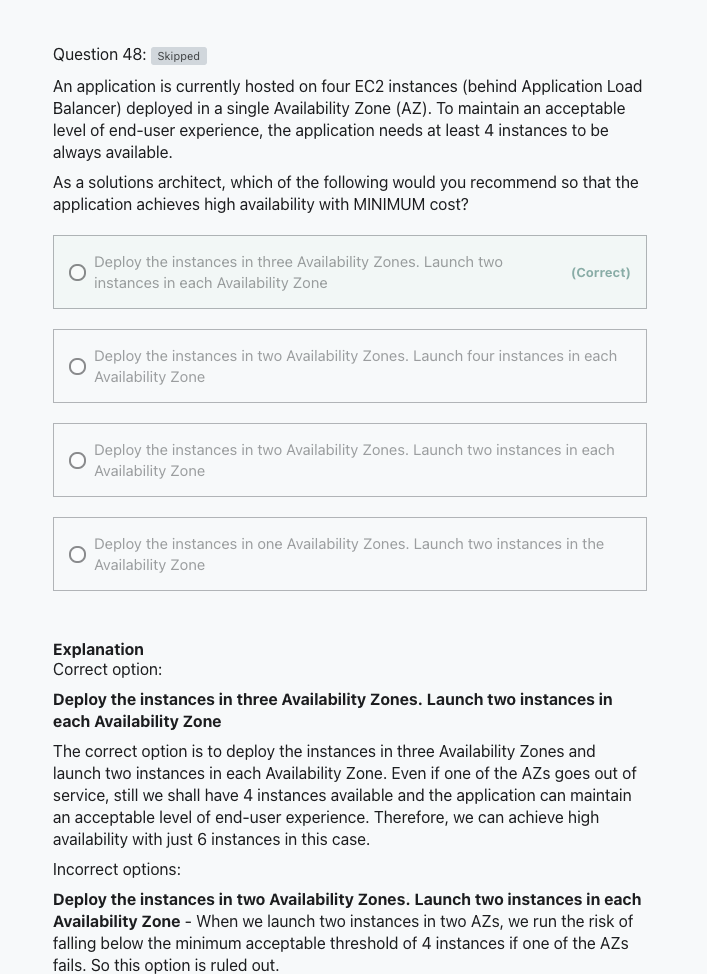 Question 48: Skipped
An application is currently hosted on four EC2 instances (behind Application Load
Balancer) deployed in a single Availability Zone (AZ). To maintain an acceptable
level of end-user experience, the application needs at least 4 instances to be
always available.
As a solutions architect, which of the following would you recommend so that the
application achieves high availability with MINIMUM cost?
Deploy the instances in three Availability Zones. Launch two
instances in each Availability Zone
(Correct)
Deploy the instances in two Availability Zones. Launch four instances in each
Availability Zone
Deploy the instances in two Availability Zones. Launch two instances in each
Availability Zone
Deploy the instances in one Availability Zones. Launch two instances in the
Availability Zone
Explanation
Correct option:
Deploy the instances in three Availability Zones. Launch two instances in
each Availability Zone
The correct option is to deploy the instances in three Availability Zones and
launch two instances in each Availability Zone. Even if one of the AZs goes out of
service, still we shall have 4 instances available and the application can maintain
an acceptable level of end-user experience. Therefore, we can achieve high
availability with just 6 instances in this case.
Incorrect options:
Deploy the instances in two Availability Zones. Launch two instances in each
Availability Zone - When we launch two instances in two AZs, we run the risk of
falling below the minimum acceptable threshold of 4 instances if one of the AZs
fails. So this option is ruled out.